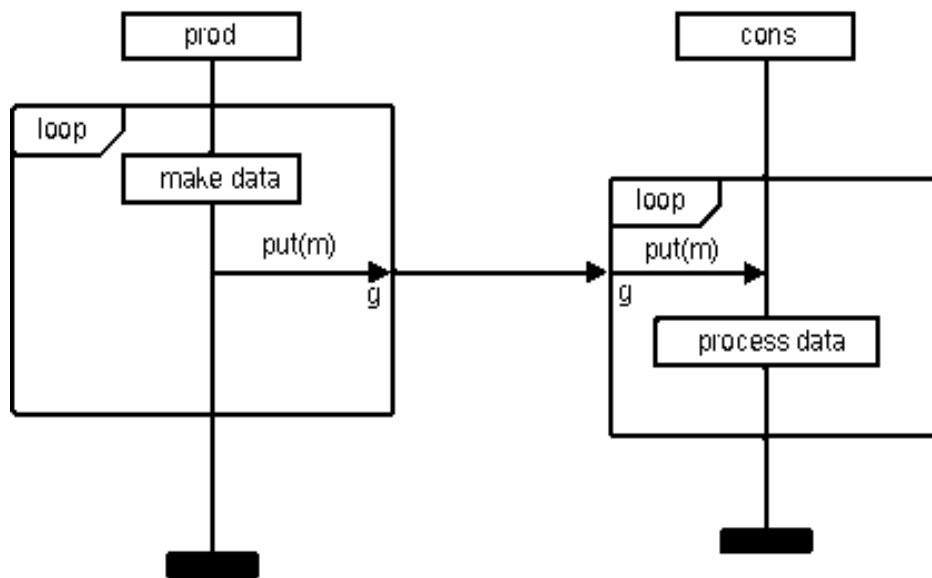 prod
cons
loop
make data
loop
put(m)
put(m)
g
g
process data